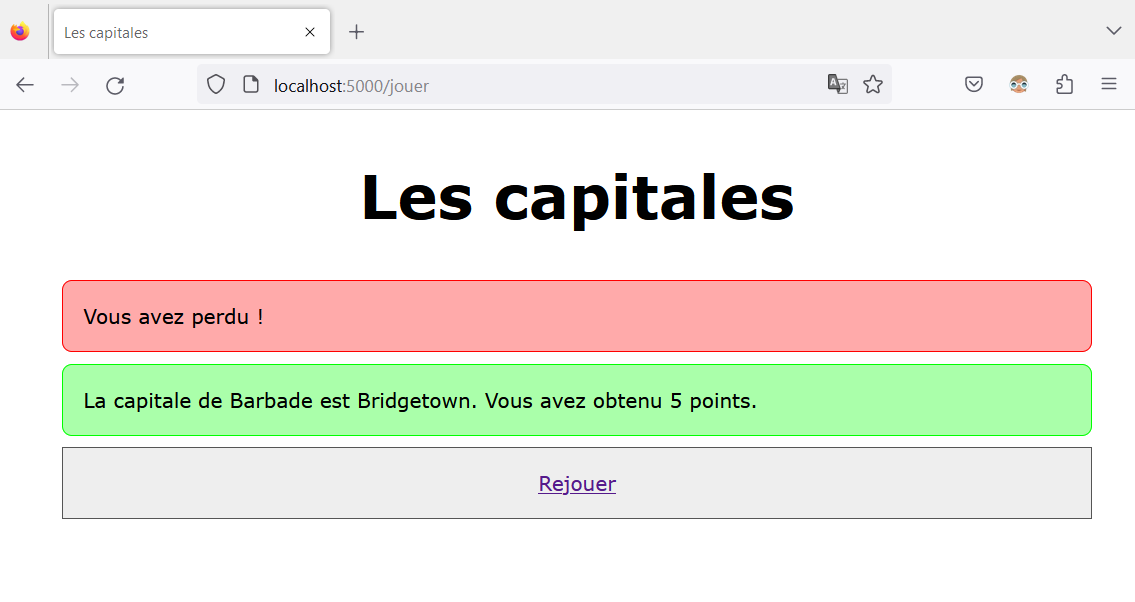 Les capitales
localhost:5000/jouer
Les capitales
Vous avez perdu !
La capitale de Barbade est Bridgetown. Vous avez obtenu 5 points.
Rejouer